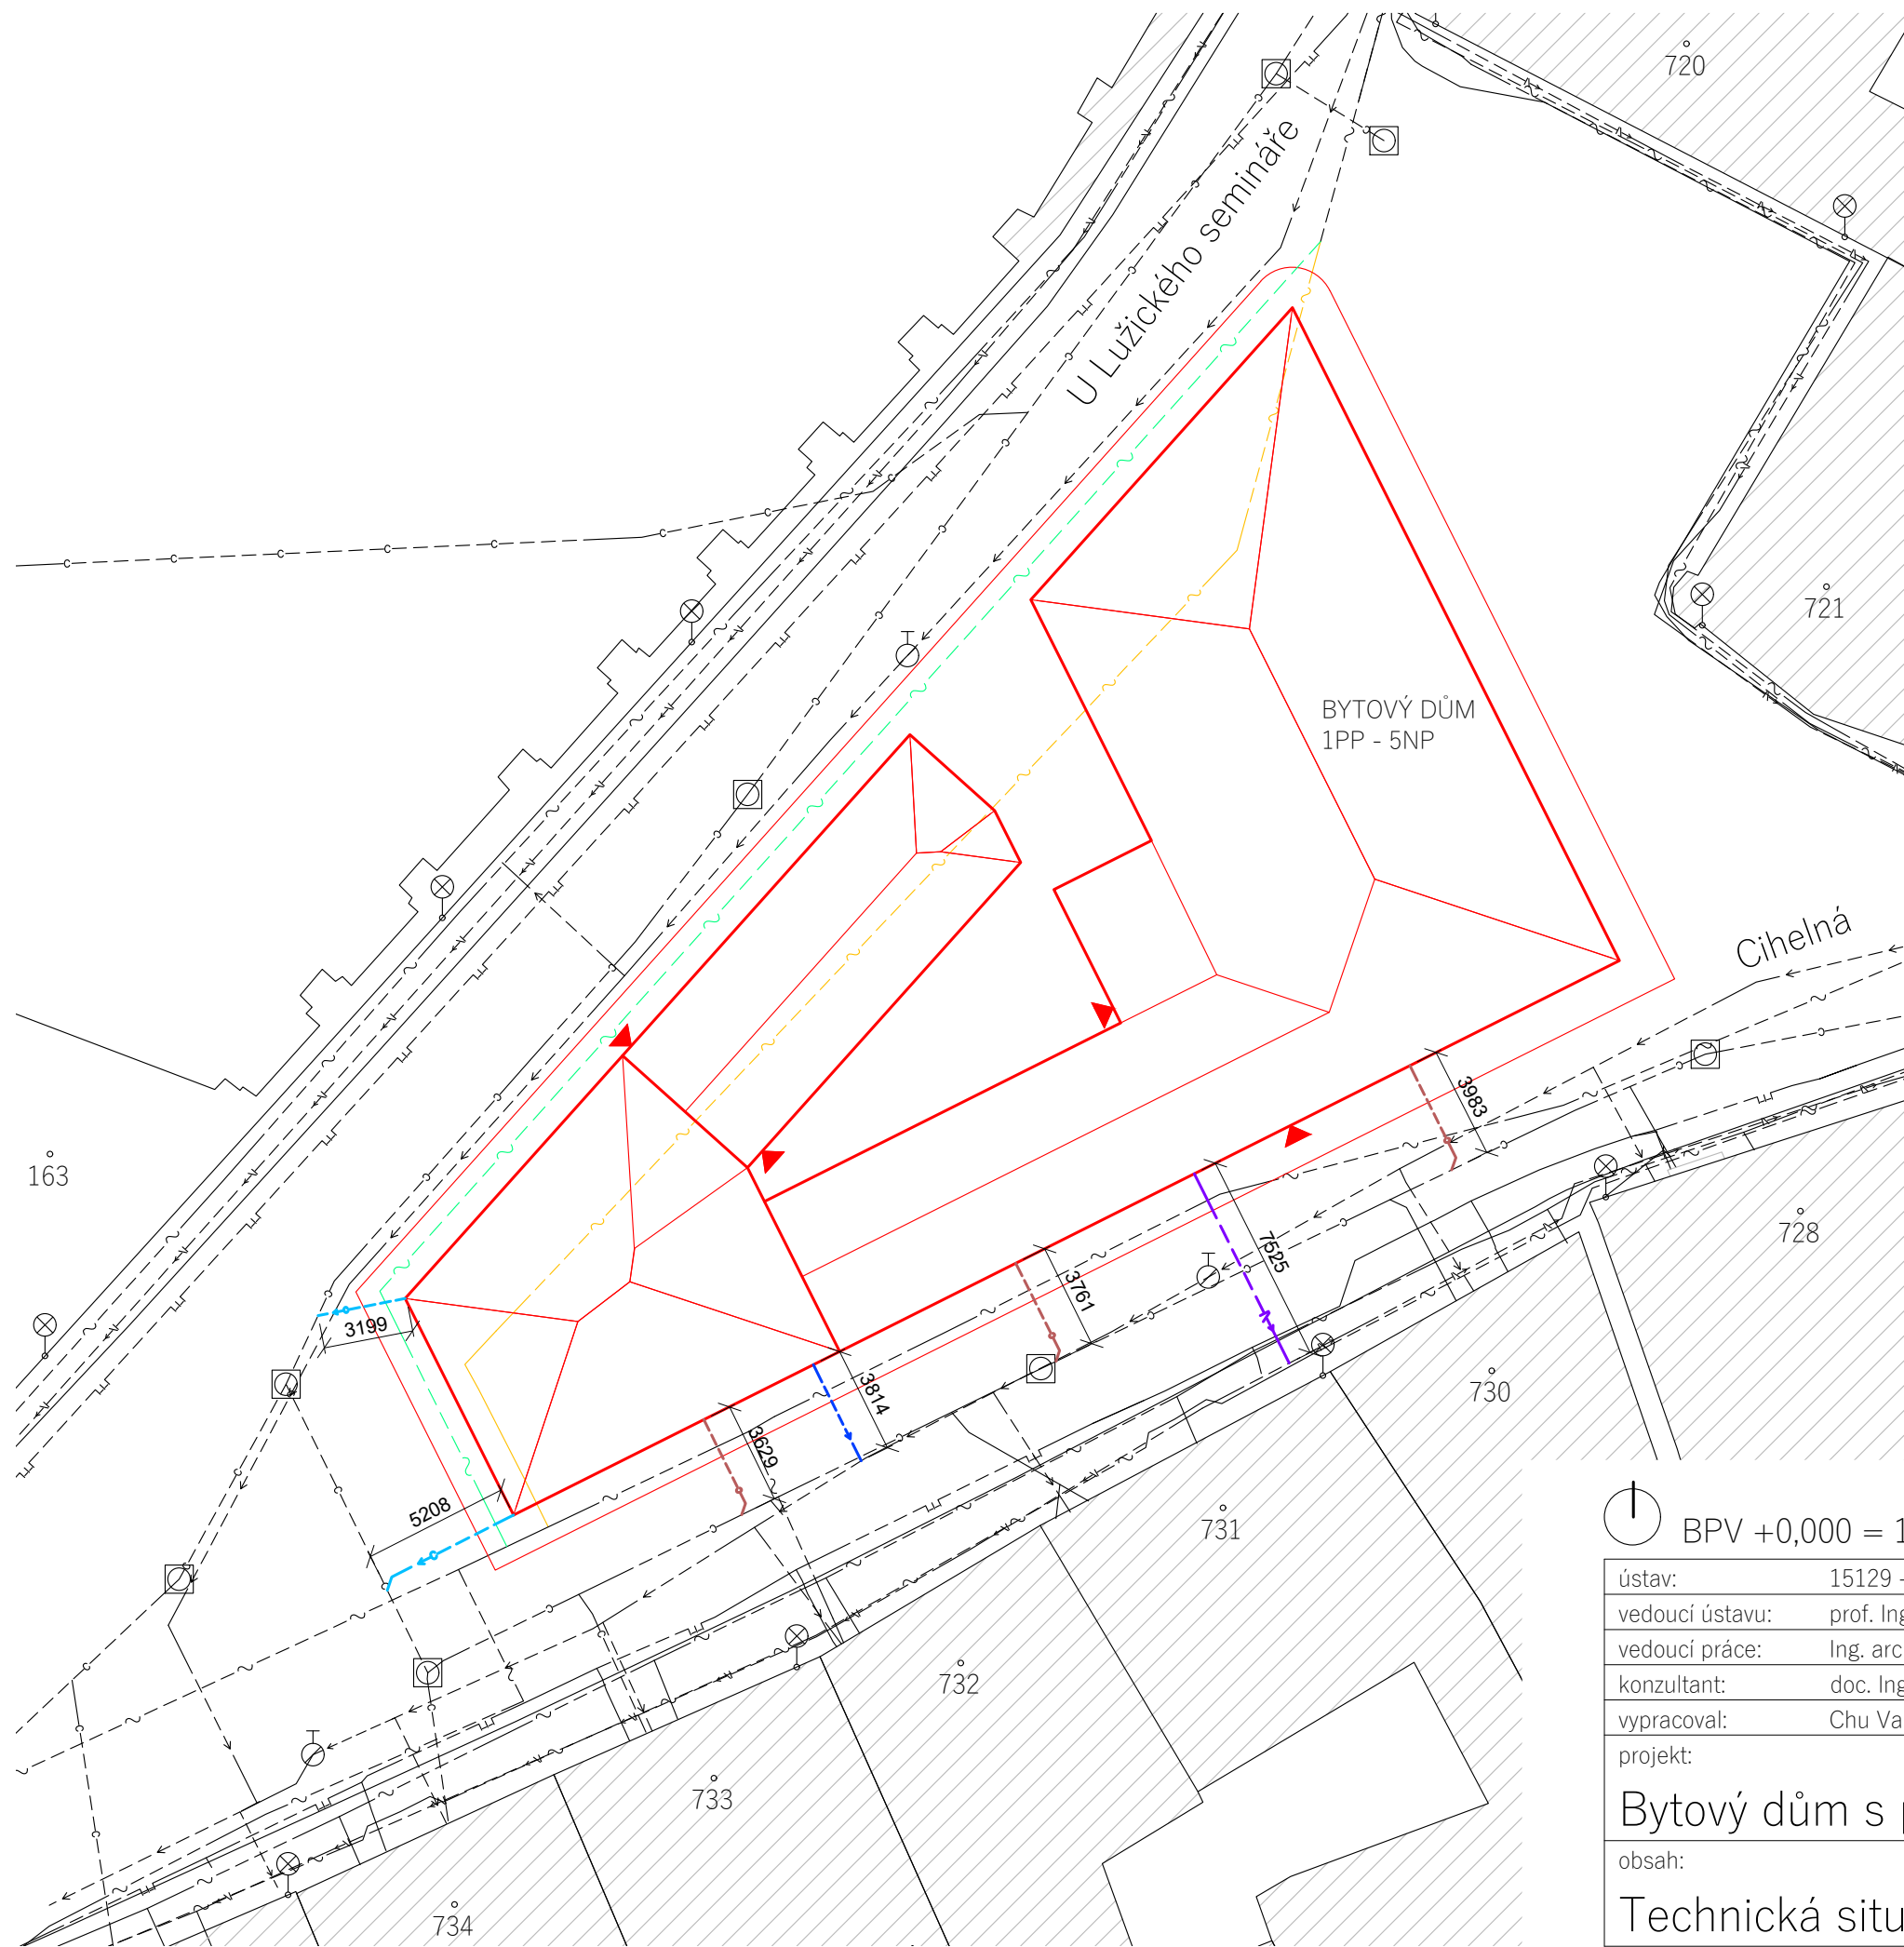 720
U Lužického semináře
721
BYTOVÝ DŮM
1PP - 5NP
Cihelná
3983
163
728
7525
3761
3199
3814
730
3629
5208
731
BPV +0,000 = 1
ústav: 15129 -
vedoucí ústavu: prof. Ing
vedoucí práce: Ing. arc
konzultant: doc. Ing
vypracoval: Chu Va
projekt:
Bytový dům s p
obsah:
Technická situ
732
733
734